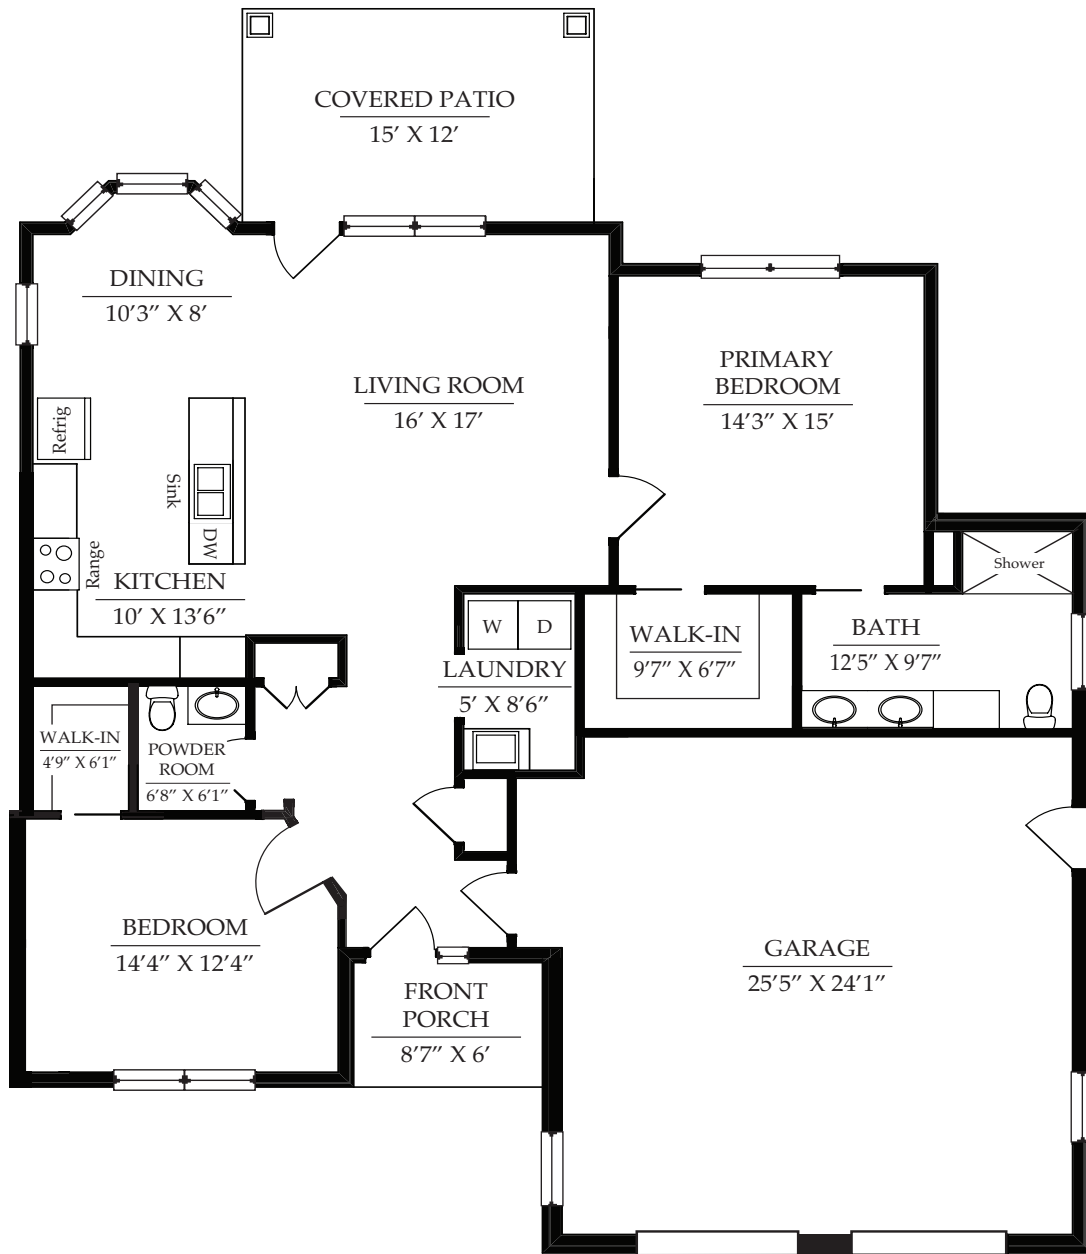 COVERED PATIO
15’ X 12’
DINING
10’3” X 8’
LIVING ROOM
16’ X 17’
PRIMARY
BEDROOM
14’3” X 15’
Refrig
Sink
DW
Range
KITCHEN
10’ X 13’6”
Shower
W D
LAUNDRY
5’ X 8’6”
WALK-IN
9’7” X 6’7”
BATH
12’5” X 9’7”
WALK-IN
4’9” X 6’1”
POWDER
ROOM
6’8” X 6’1”
BEDROOM
14’4” X 12’4”
FRONT
PORCH
8’7” X 6’
GARAGE
25’5” X 24’1”